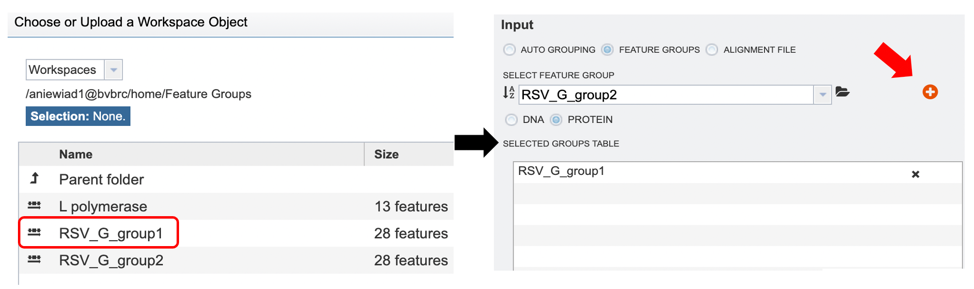 Choose or Upload a Workspace Object
Workspaces
/aniewiad1@bvbrc/home/Feature Groups
Selection: None.
Name Size
Parent folder
L polymerase 13 features
RSV_G_group1 28 features
RSV_G_group2 28 features
Input
AUTO GROUPING FEATURE GROUPS ALIGNMENT FILE
SELECT FEATURE GROUP
AZ RSV_G_group2
DNA PROTEIN
SELECTED GROUPS TABLE
RSV_G_group1